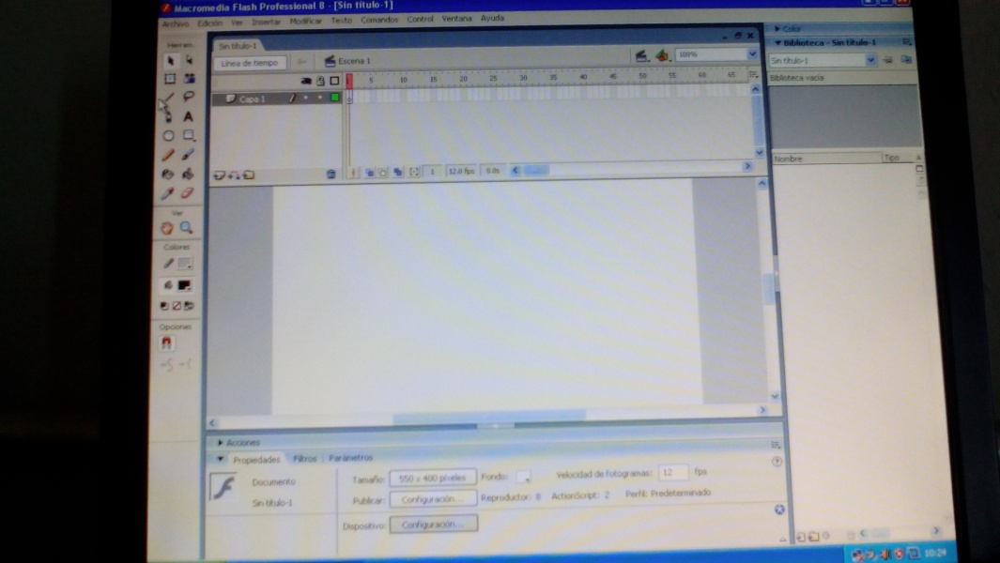 Macromedia Flash Professional 8 - [Sin título-1]
Archivo Edición Ver Insertar Modificar Texto Comandos Control Ventana Ayuda
Herram.
Sin título-1
Color
Biblioteca - Sin título-1
Línea de tiempo
Escena 1
100%
Sin título-1
Biblioteca vacía
5 10 15 20 25 30 35 40 45 50 55 60 65
Capa 1
Nombre Tipo
1 12.0 fps 0.0s
Ver
Colores
Opciones
Acciones
Propiedades Filtros Parámetros
Documento
Sin título-1
Tamaño: 550 x 400 píxeles Fondo: Velocidad de fotogramas: 12 fps
Publicar: Configuración... Reproductor: 8 ActionScript: 2 Perfil: Predeterminado
Dispositivo: Configuración...
10:24